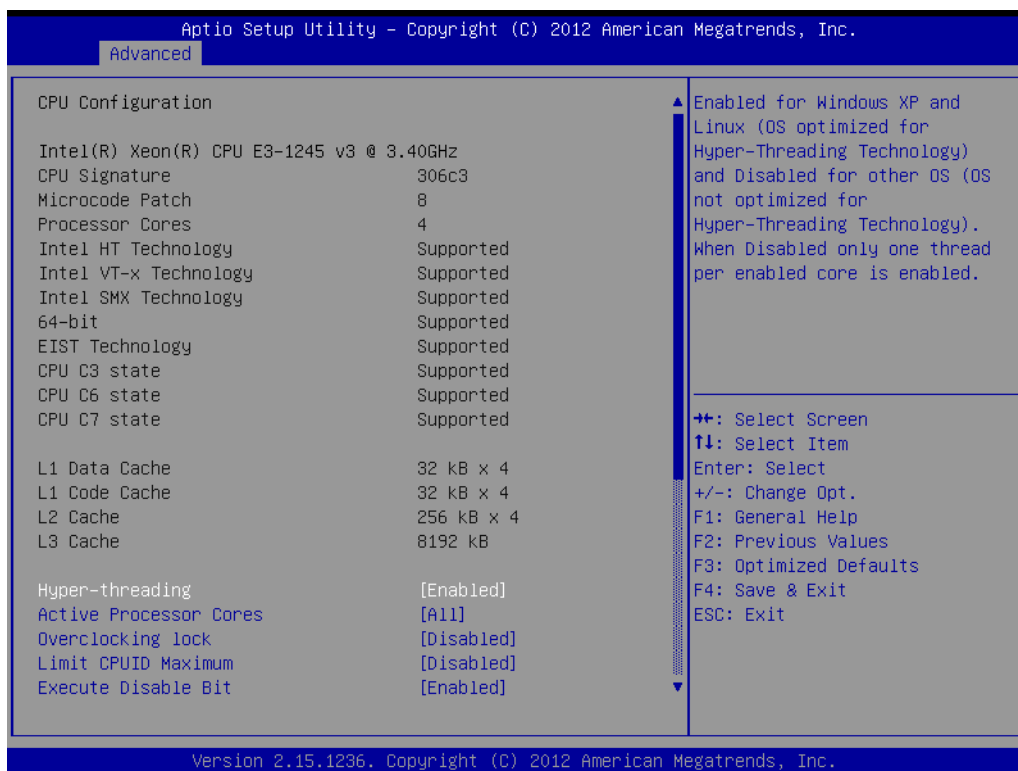 Aptio Setup Utility – Copyright (C) 2012 American Megatrends, Inc.
Advanced
CPU Configuration
Intel(R) Xeon(R) CPU E3-1245 v3 @ 3.40GHz
CPU Signature 306c3
Microcode Patch 8
Processor Cores 4
Intel HT Technology Supported
Intel VT-x Technology Supported
Intel SMX Technology Supported
64-bit Supported
EIST Technology Supported
CPU C3 state Supported
CPU C6 state Supported
CPU C7 state Supported
L1 Data Cache 32 kB x 4
L1 Code Cache 32 kB x 4
L2 Cache 256 kB x 4
L3 Cache 8192 kB
Hyper-threading [Enabled]
Active Processor Cores [All]
Overclocking lock [Disabled]
Limit CPUID Maximum [Disabled]
Execute Disable Bit [Enabled]
Enabled for Windows XP and
Linux (OS optimized for
Hyper-Threading Technology)
and Disabled for other OS (OS
not optimized for
Hyper-Threading Technology).
When Disabled only one thread
per enabled core is enabled.
→←: Select Screen
↑↓: Select Item
Enter: Select
+/-: Change Opt.
F1: General Help
F2: Previous Values
F3: Optimized Defaults
F4: Save & Exit
ESC: Exit
Version 2.15.1236. Copyright (C) 2012 American Megatrends, Inc.